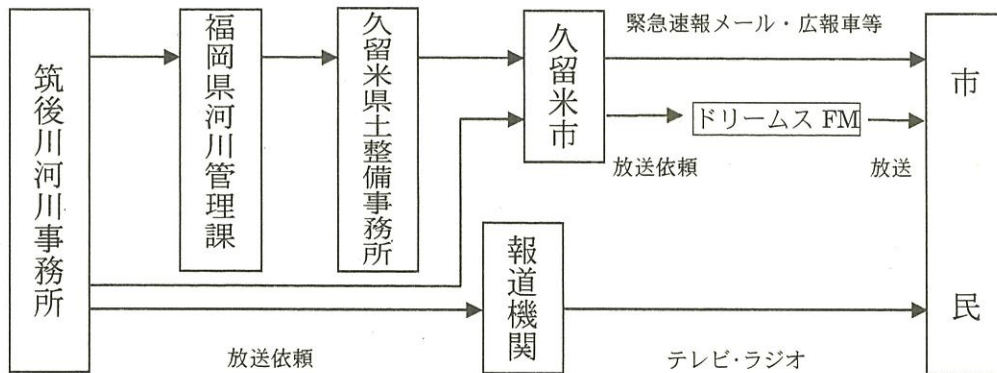 筑後川河川事務所
福岡県河川管理課
久留米県土整備事務所
久留米市
緊急速報メール・広報車等
ドリームス FM
放送依頼
放送
報道機関
放送依頼
テレビ・ラジオ
市民